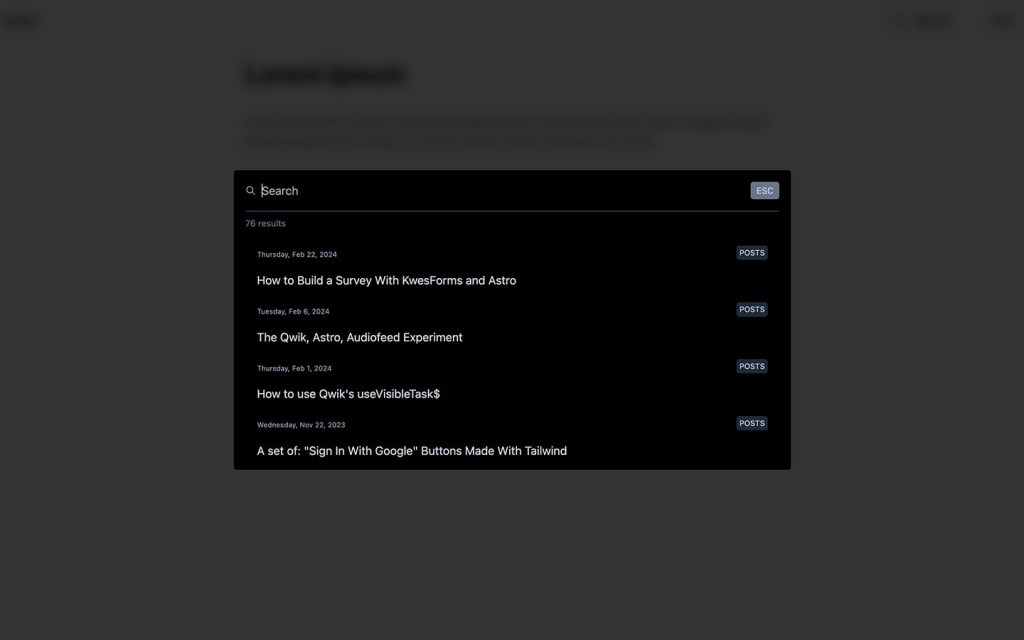 Lorem Ipsum
Search
ESC
76 results
Thursday, Feb 22, 2024
POSTS
How to Build a Survey With KwesForms and Astro
Tuesday, Feb 6, 2024
POSTS
The Qwik, Astro, Audiofeed Experiment
Thursday, Feb 1, 2024
POSTS
How to use Qwik's useVisibleTask$
Wednesday, Nov 22, 2023
POSTS
A set of: "Sign In With Google" Buttons Made With Tailwind